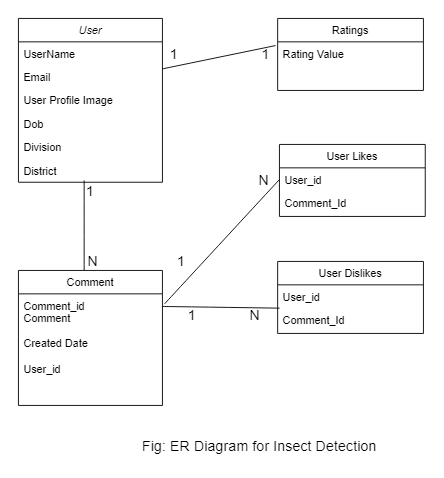 User
UserName
Email
User Profile Image
Dob
Division
District
1
1
Ratings
Rating Value
User Likes
User_id
Comment_Id
N
1
1
N
Comment
Comment_id
Comment
Created Date
User_id
1
N
User Dislikes
User_id
Comment_Id
Fig: ER Diagram for Insect Detection